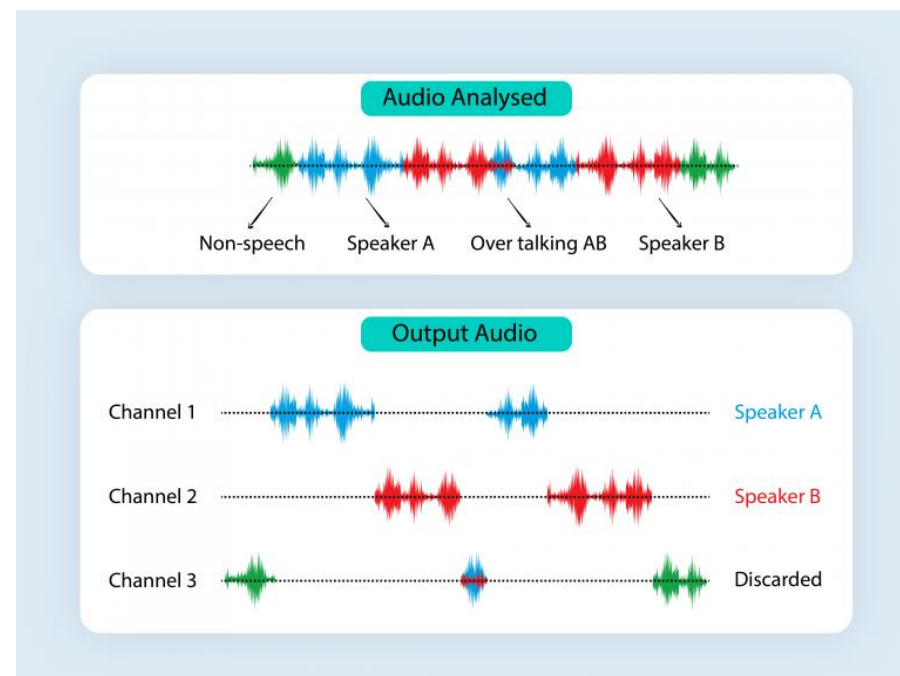 Audio Analysed
Non-speech Speaker A Over talking AB Speaker B
Output Audio
Channel 1 Speaker A
Channel 2 Speaker B
Channel 3 Discarded